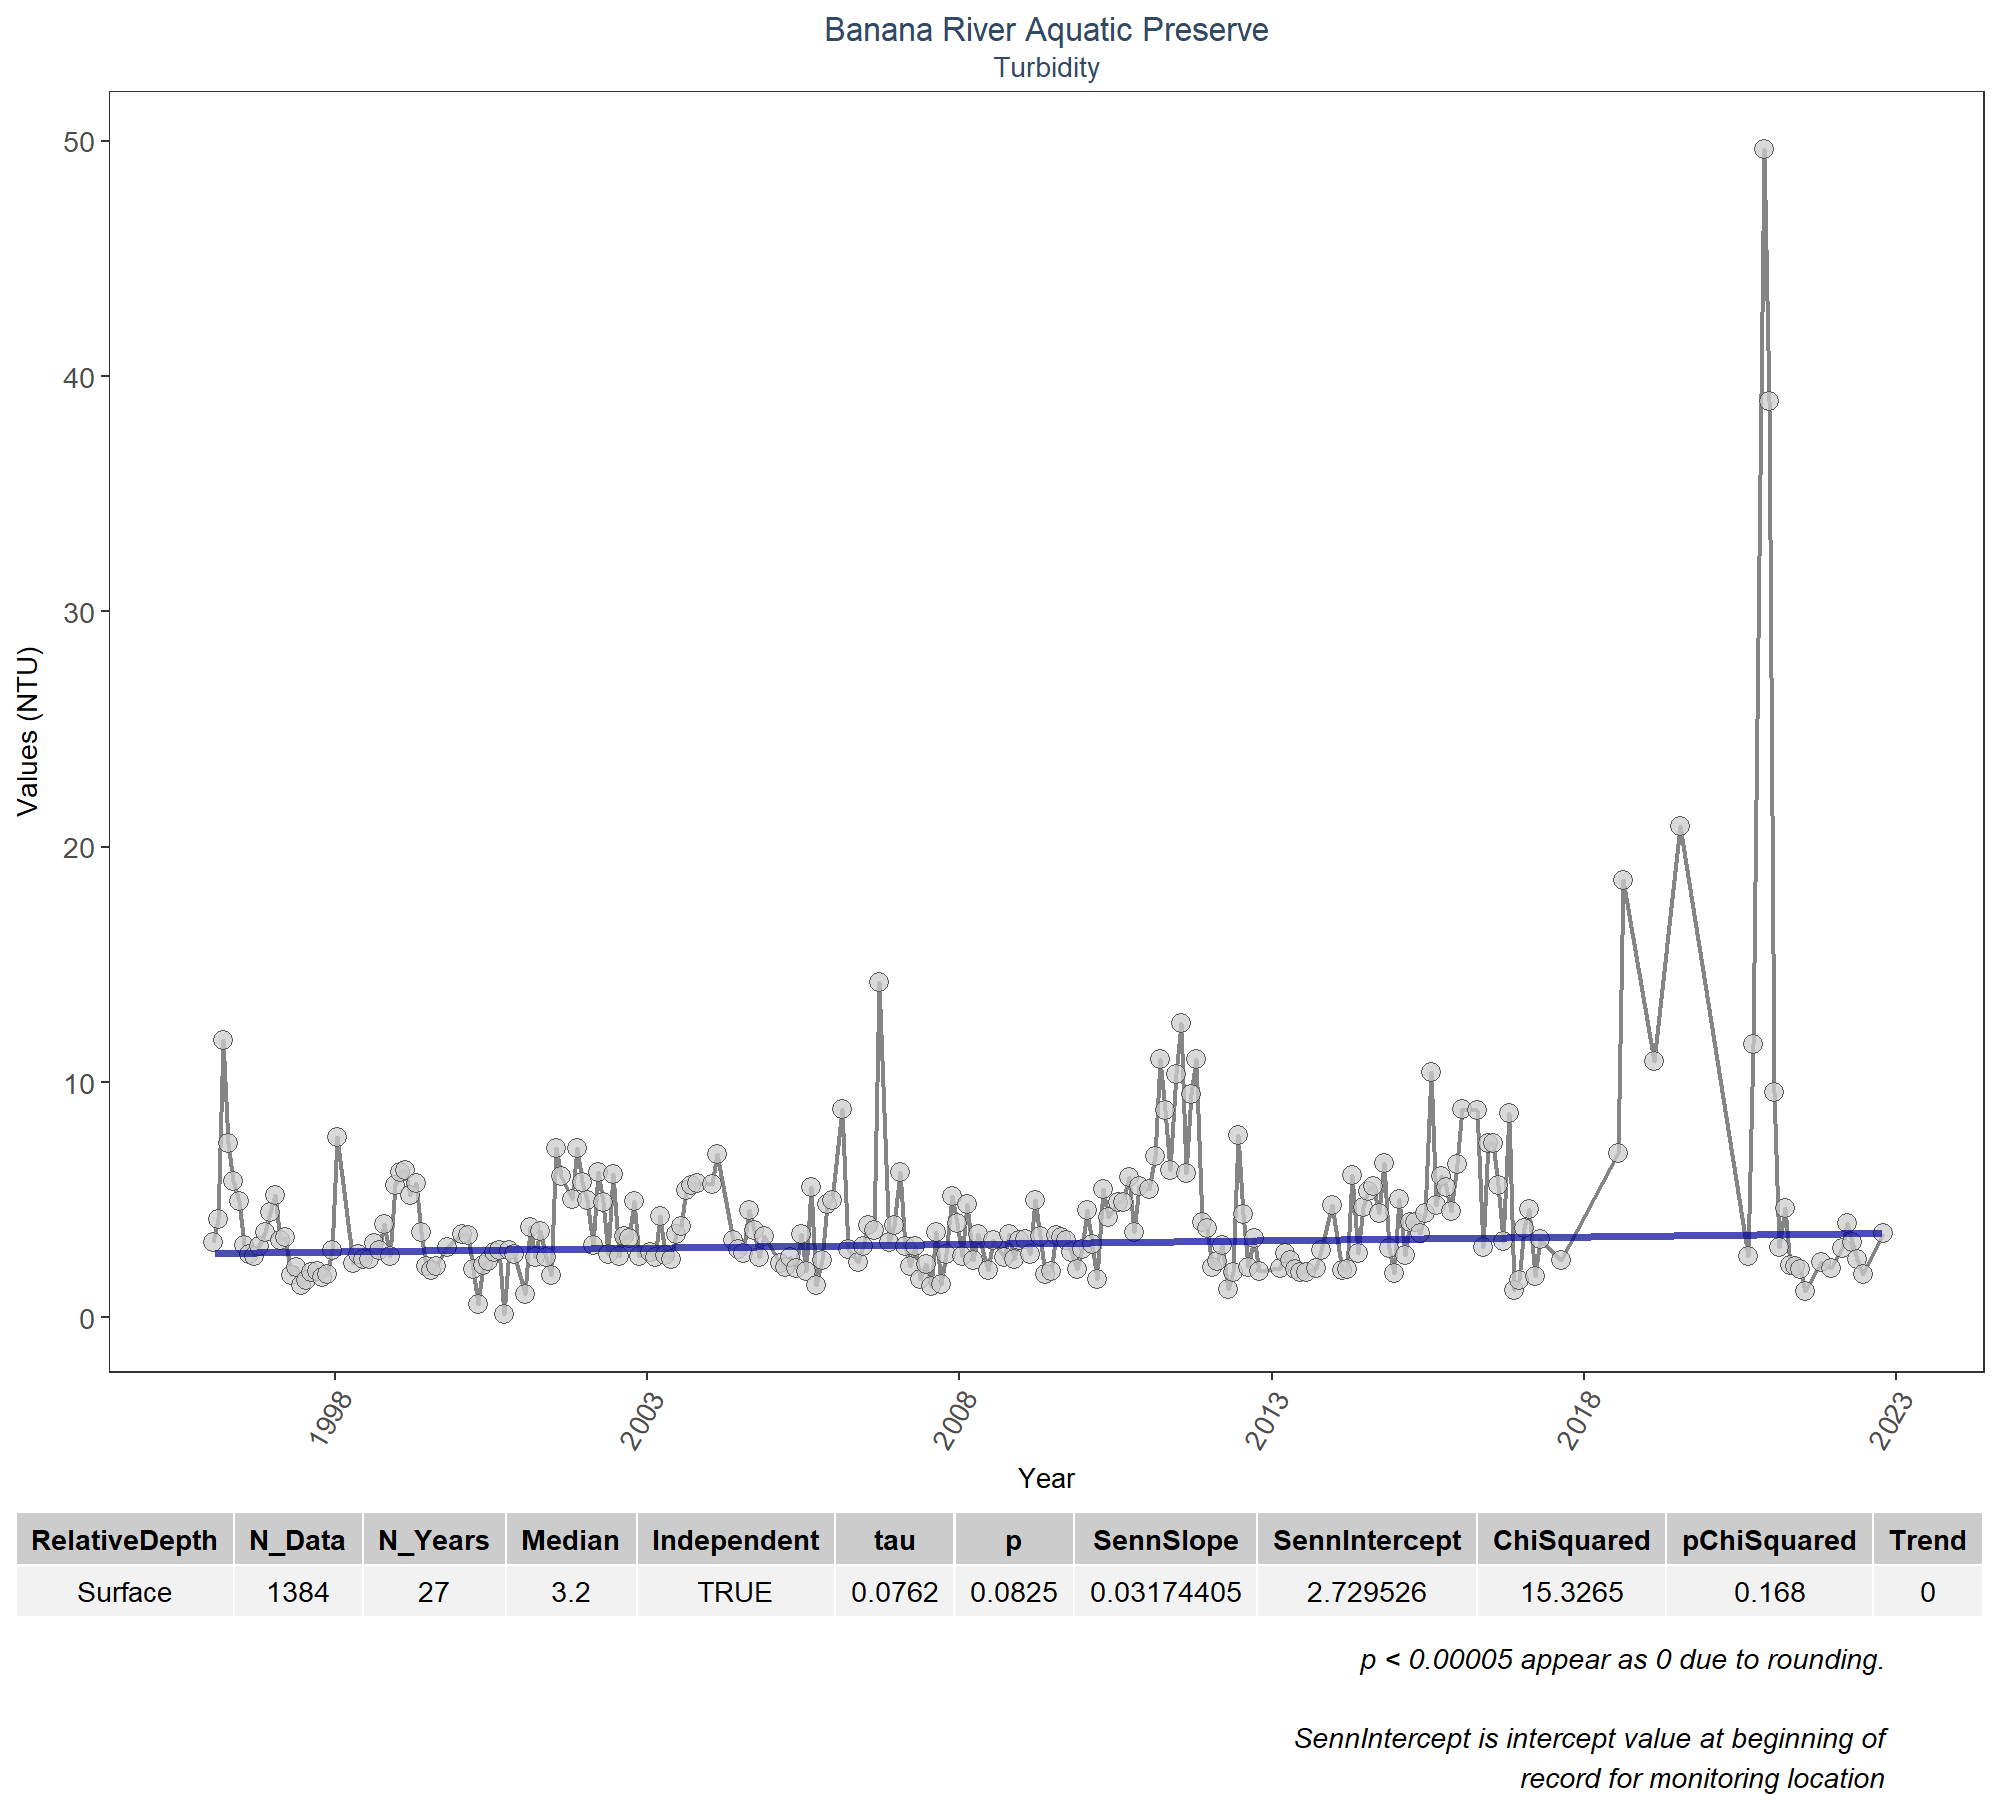 Banana River Aquatic Preserve
Turbidity
Values (NTU)
50
40
30
20
10
0
1998
2003
2008
2013
2018
2023
Year
RelativeDepth N_Data N_Years Median Independent tau p SennSlope SennIntercept ChiSquared pChiSquared Trend
Surface 1384 27 3.2 TRUE 0.0762 0.0825 0.03174405 2.729526 15.3265 0.168 0
p < 0.00005 appear as 0 due to rounding.
SennIntercept is intercept value at beginning of
record for monitoring location